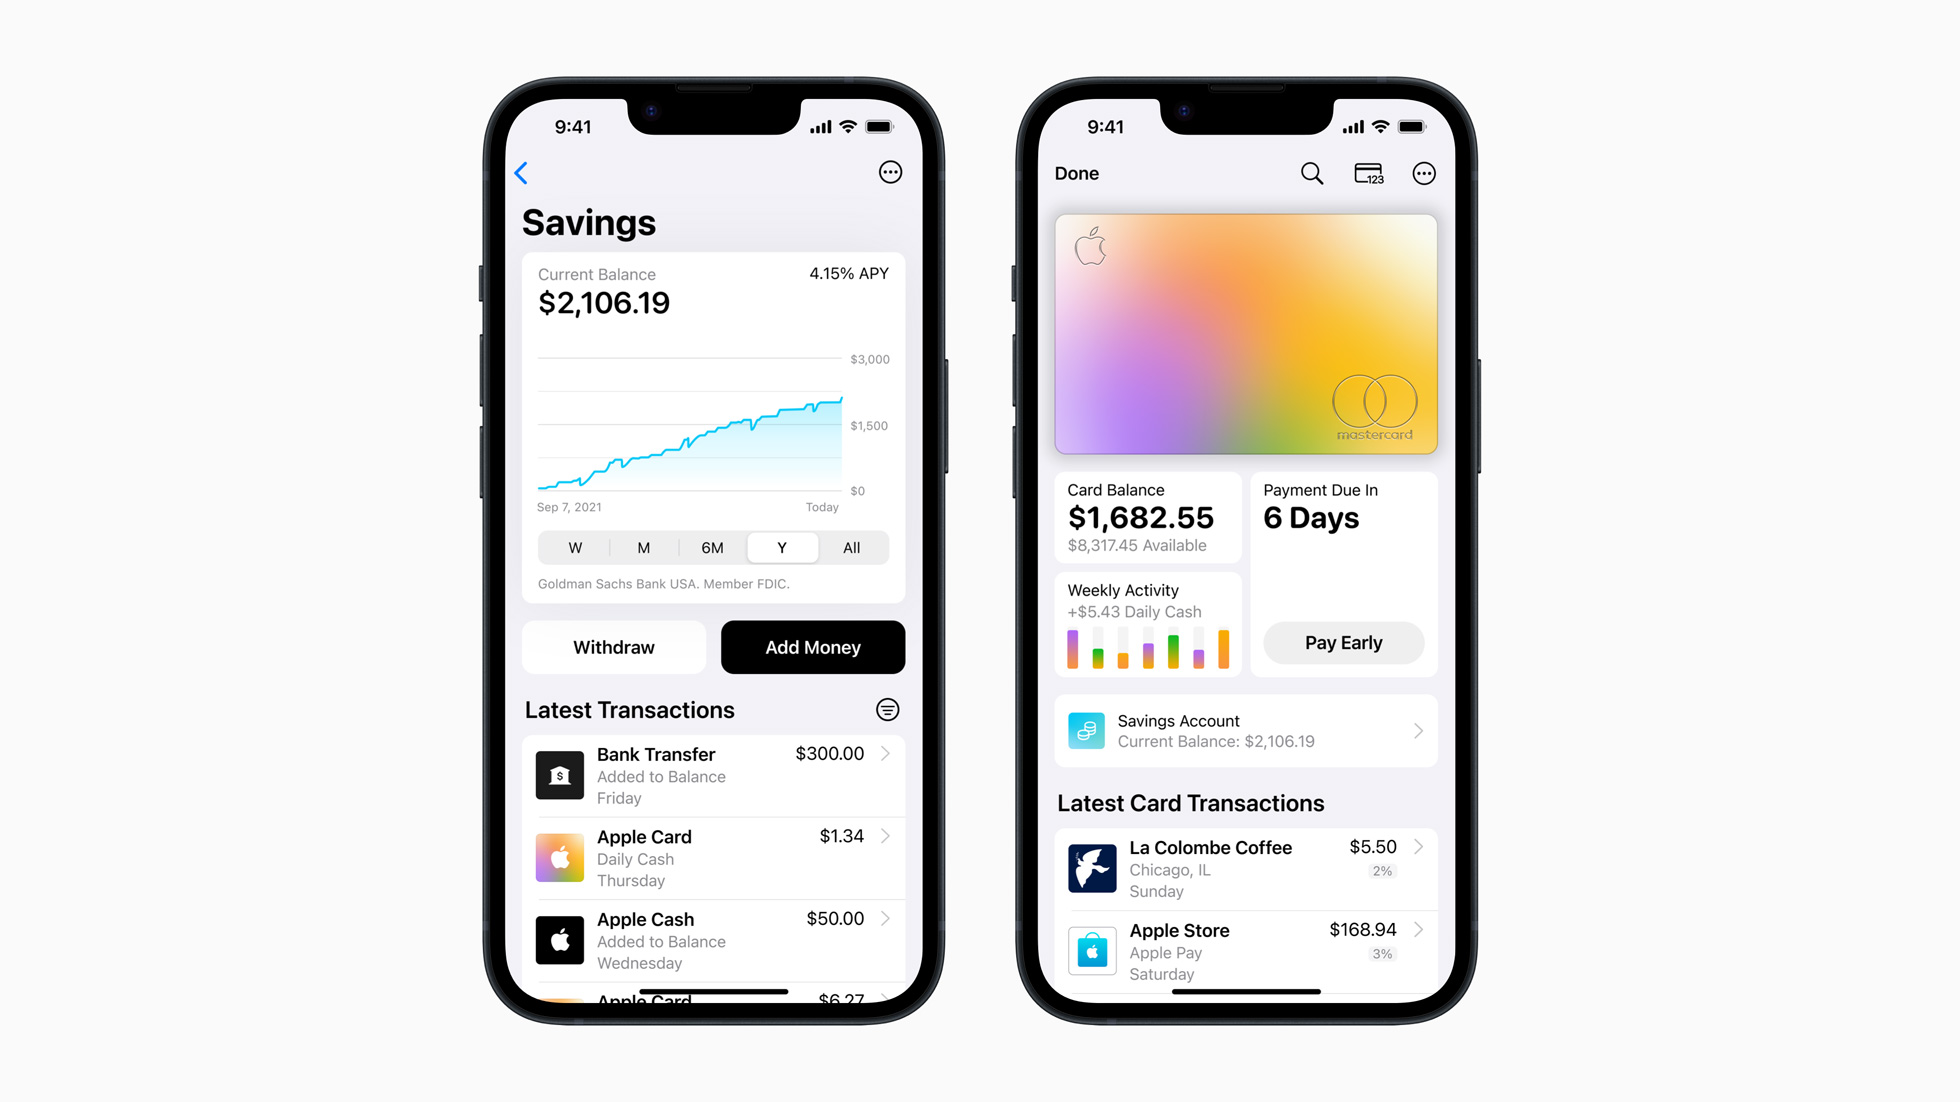 9:41
Savings
Current Balance
4.15% APY
$2,106.19
$3,000
$1,500
$0
Sep 7, 2021
Today
W M 6M Y All
Goldman Sachs Bank USA. Member FDIC.
Withdraw
Add Money
Latest Transactions
Bank Transfer $300.00
Added to Balance
Friday
Apple Card $1.34
Daily Cash
Thursday
Apple Cash $50.00
Added to Balance
Wednesday
Apple Card $6.27
9:41
Done
123
mastercard
Card Balance
$1,682.55
$8,317.45 Available
Payment Due In
6 Days
Weekly Activity
+$5.43 Daily Cash
Pay Early
Savings Account
Current Balance: $2,106.19
Latest Card Transactions
La Colombe Coffee $5.50
Chicago, IL 2%
Sunday
Apple Store $168.94
Apple Pay 3%
Saturday